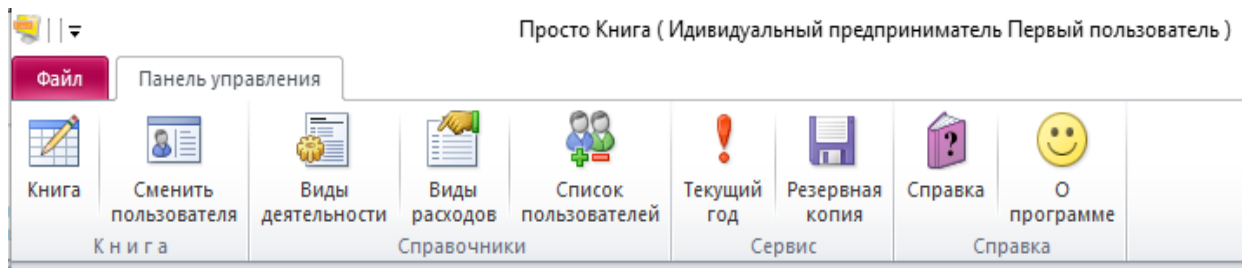 Просто Книга ( Идивидуальный предприниматель Первый пользователь )
Файл Панель управления
Книга Сменить пользователя Виды деятельности Виды расходов Список пользователей Текущий год Резервная копия Справка О программе
К н и г а Справочники Сервис Справка